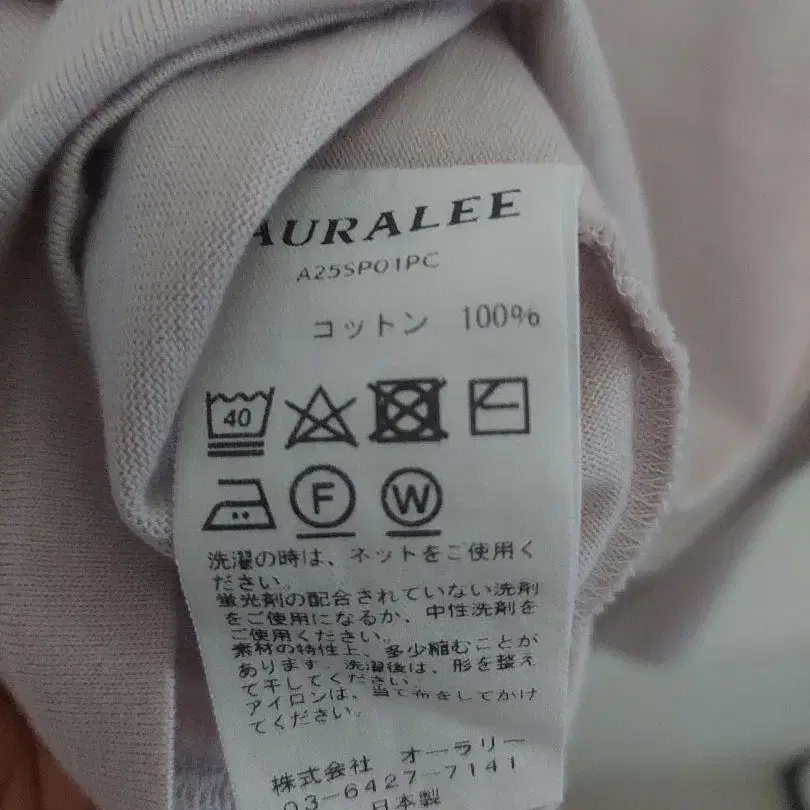 AURALEE
A25SP01PC
コットン 100%
40
F W
洗濯の時は、ネットをご使用く
ださい。
蛍光剤の配合されていない洗剤
をご使用になるか、中性洗剤を
ご使用ください。
素材の特性上、多少縮むことが
あります。洗濯後は、形を整え
て干してください。
アイロンは、当て布をしてかけ
てください。
株式会社 オーラリー
03-6427-7141
日本製